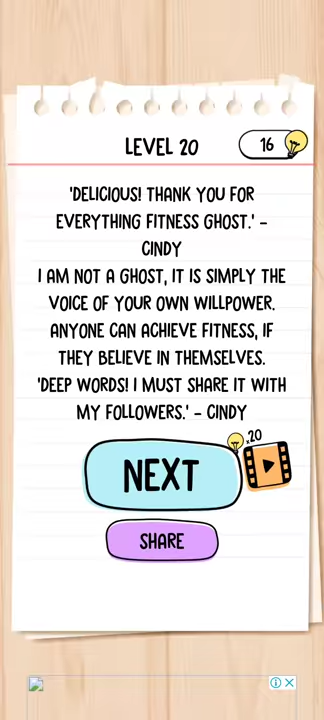 LEVEL 20
16
'DELICIOUS! THANK YOU FOR
EVERYTHING FITNESS GHOST.' -
CINDY
I AM NOT A GHOST, IT IS SIMPLY THE
VOICE OF YOUR OWN WILLPOWER.
ANYONE CAN ACHIEVE FITNESS, IF
THEY BELIEVE IN THEMSELVES.
'DEEP WORDS! I MUST SHARE IT WITH
MY FOLLOWERS.' - CINDY
,20
NEXT
SHARE